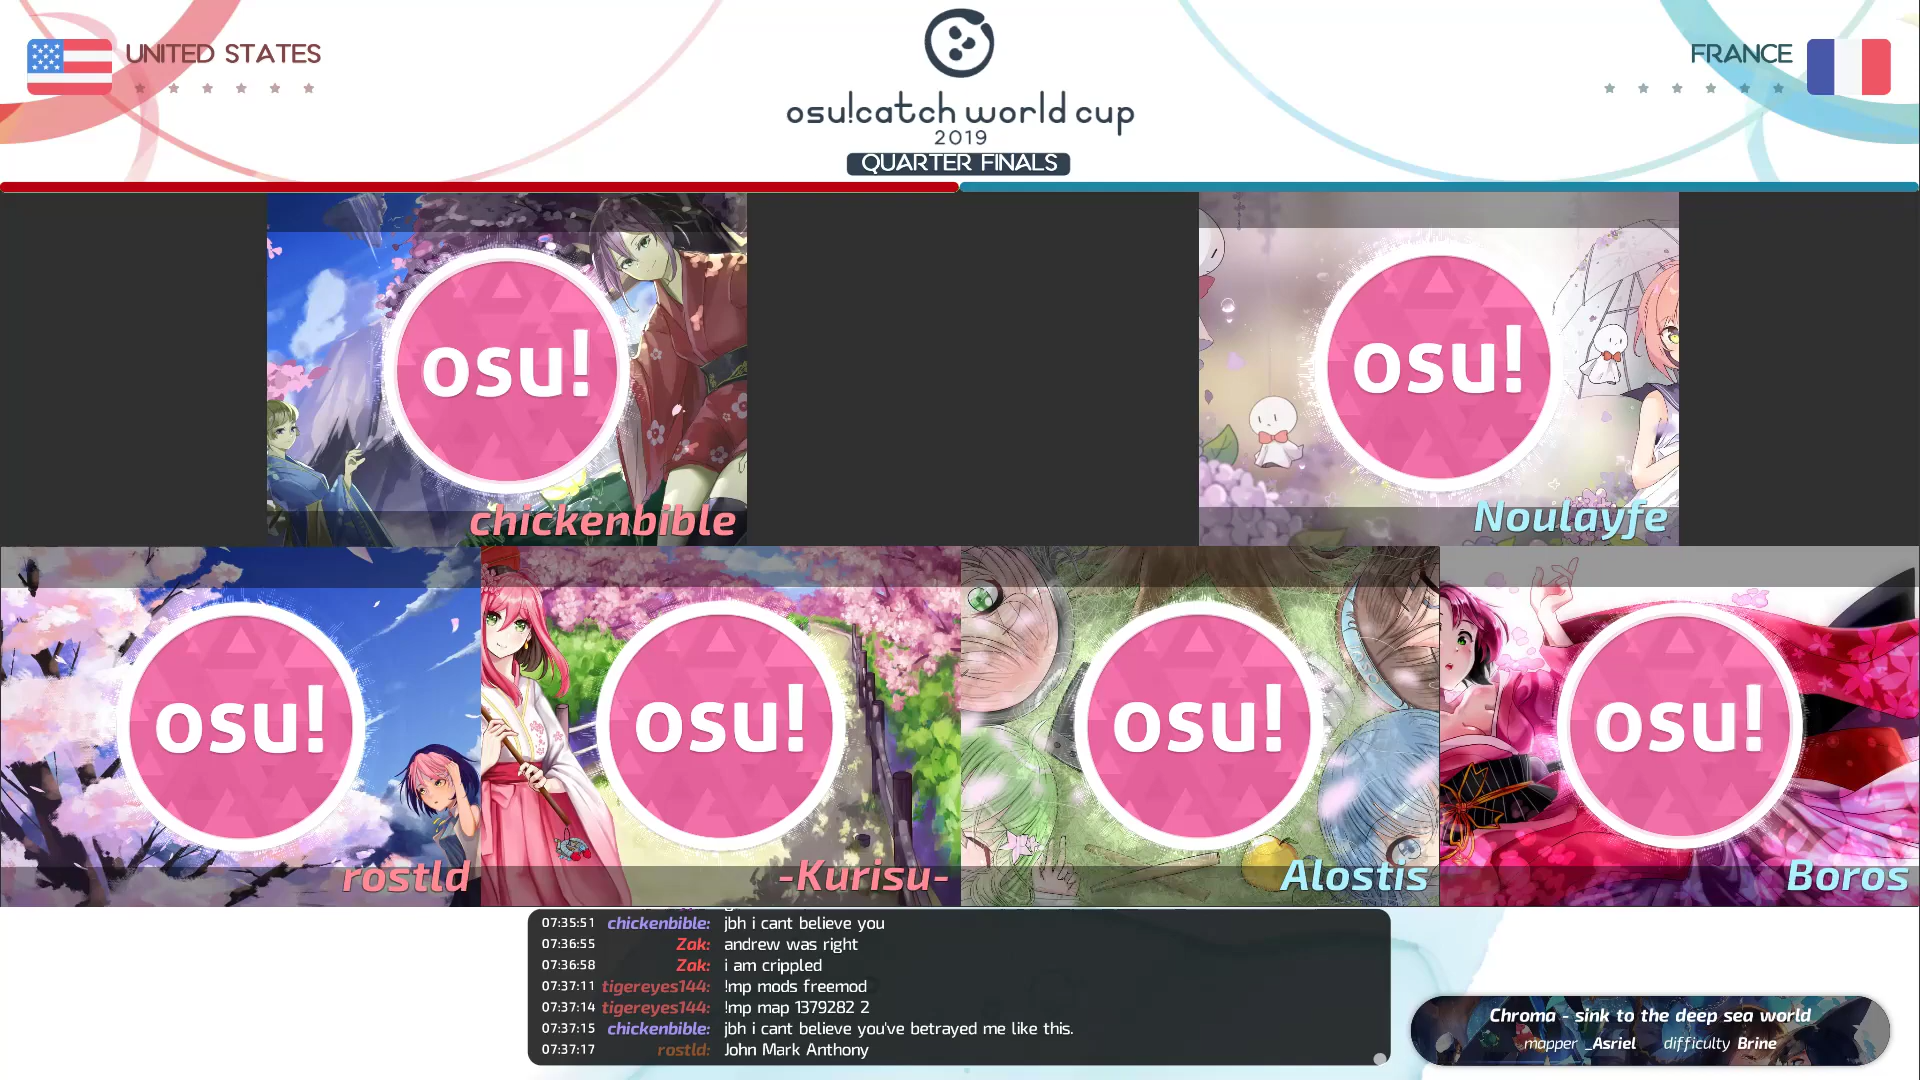 UNITED STATES
FRANCE
osu!catch world cup
2019
QUARTER FINALS
osu!
chickenbible
osu!
Noulayfe
osu!
rostld
osu!
-Kurisu-
osu!
Alostis
osu!
Boros
07:35:51 chickenbible: jbh i cant believe you
07:36:55 Zak: andrew was right
07:36:58 Zak: i am crippled
07:37:11 tigereyes144: !mp mods freemod
07:37:14 tigereyes144: !mp map 1379282 2
07:37:15 chickenbible: jbh i cant believe you've betrayed me like this.
07:37:17 rostld: John Mark Anthony
Chroma - sink to the deep sea world
mapper _Asriel difficulty Brine